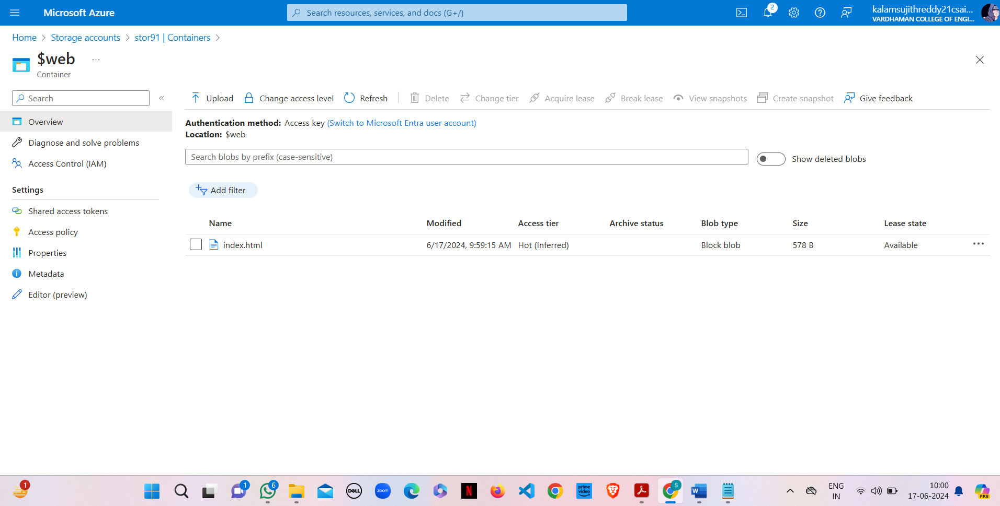 Microsoft Azure
Search resources, services, and docs (G+/)
2
kalamsujithreddy21csai...
VARDHAMAN COLLEGE OF ENGI...
Home > Storage accounts > stor91 | Containers >
$web ...
Container
Search
«
Overview
Diagnose and solve problems
Access Control (IAM)
Settings
Shared access tokens
Access policy
Properties
Metadata
Editor (preview)
Upload Change access level Refresh Delete Change tier Acquire lease Break lease View snapshots Create snapshot Give feedback
Authentication method: Access key (Switch to Microsoft Entra user account)
Location: $web
Search blobs by prefix (case-sensitive)
Show deleted blobs
Add filter
Name Modified Access tier Archive status Blob type Size Lease state
index.html 6/17/2024, 9:59:15 AM Hot (Inferred) Block blob 578 B Available ...
1
1
6
DELL
zoom
N
prime video
S
W
ENG
IN
10:00
17-06-2024
PRE